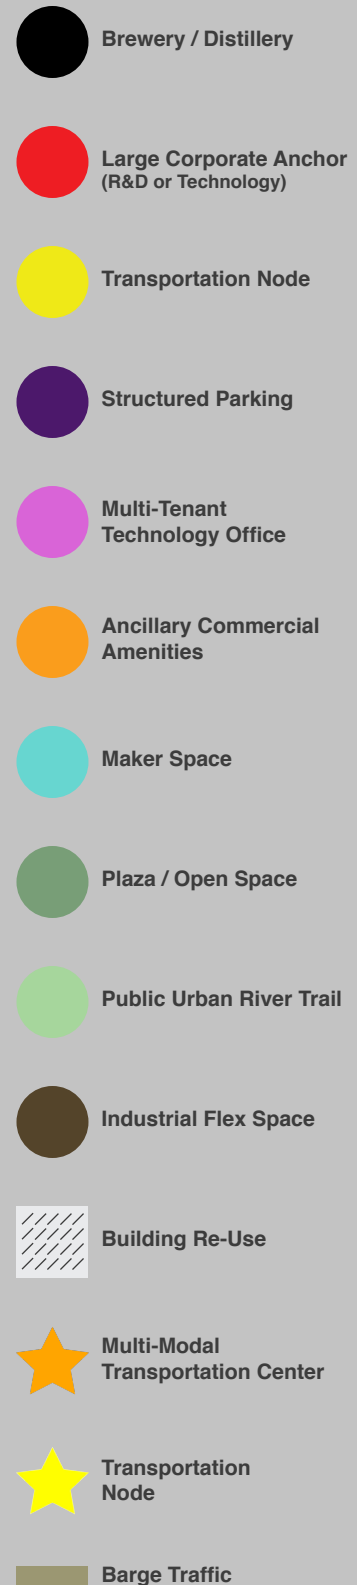 Brewery / Distillery
Large Corporate Anchor
(R&D or Technology)
Transportation Node
Structured Parking
Multi-Tenant
Technology Office
Ancillary Commercial
Amenities
Maker Space
Plaza / Open Space
Public Urban River Trail
Industrial Flex Space
Building Re-Use
Multi-Modal
Transportation Center
Transportation
Node
Barge Traffic